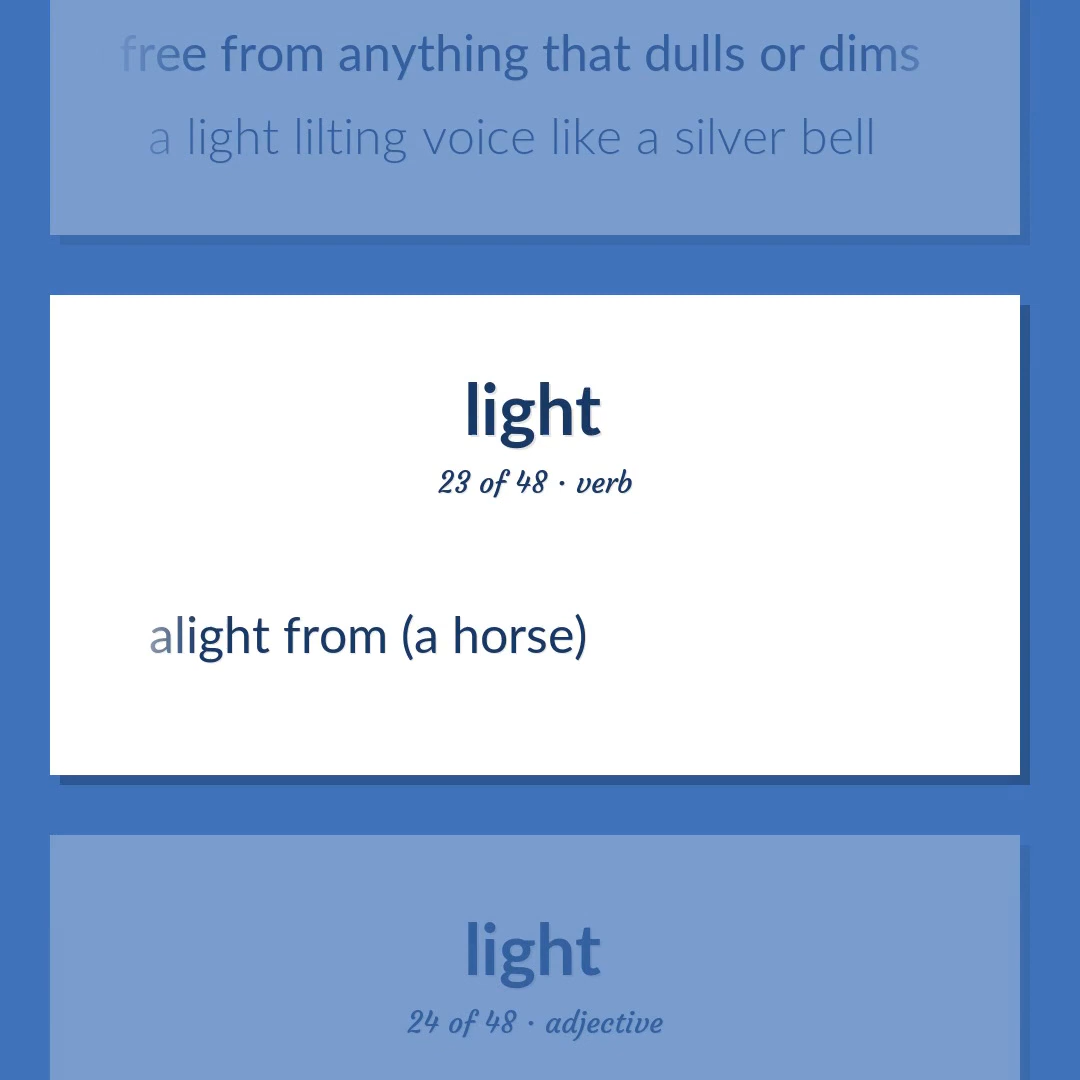 free from anything that dulls or dims
a light lilting voice like a silver bell
light
23 of 48 · verb
alight from (a horse)
light
24 of 48 · adjective